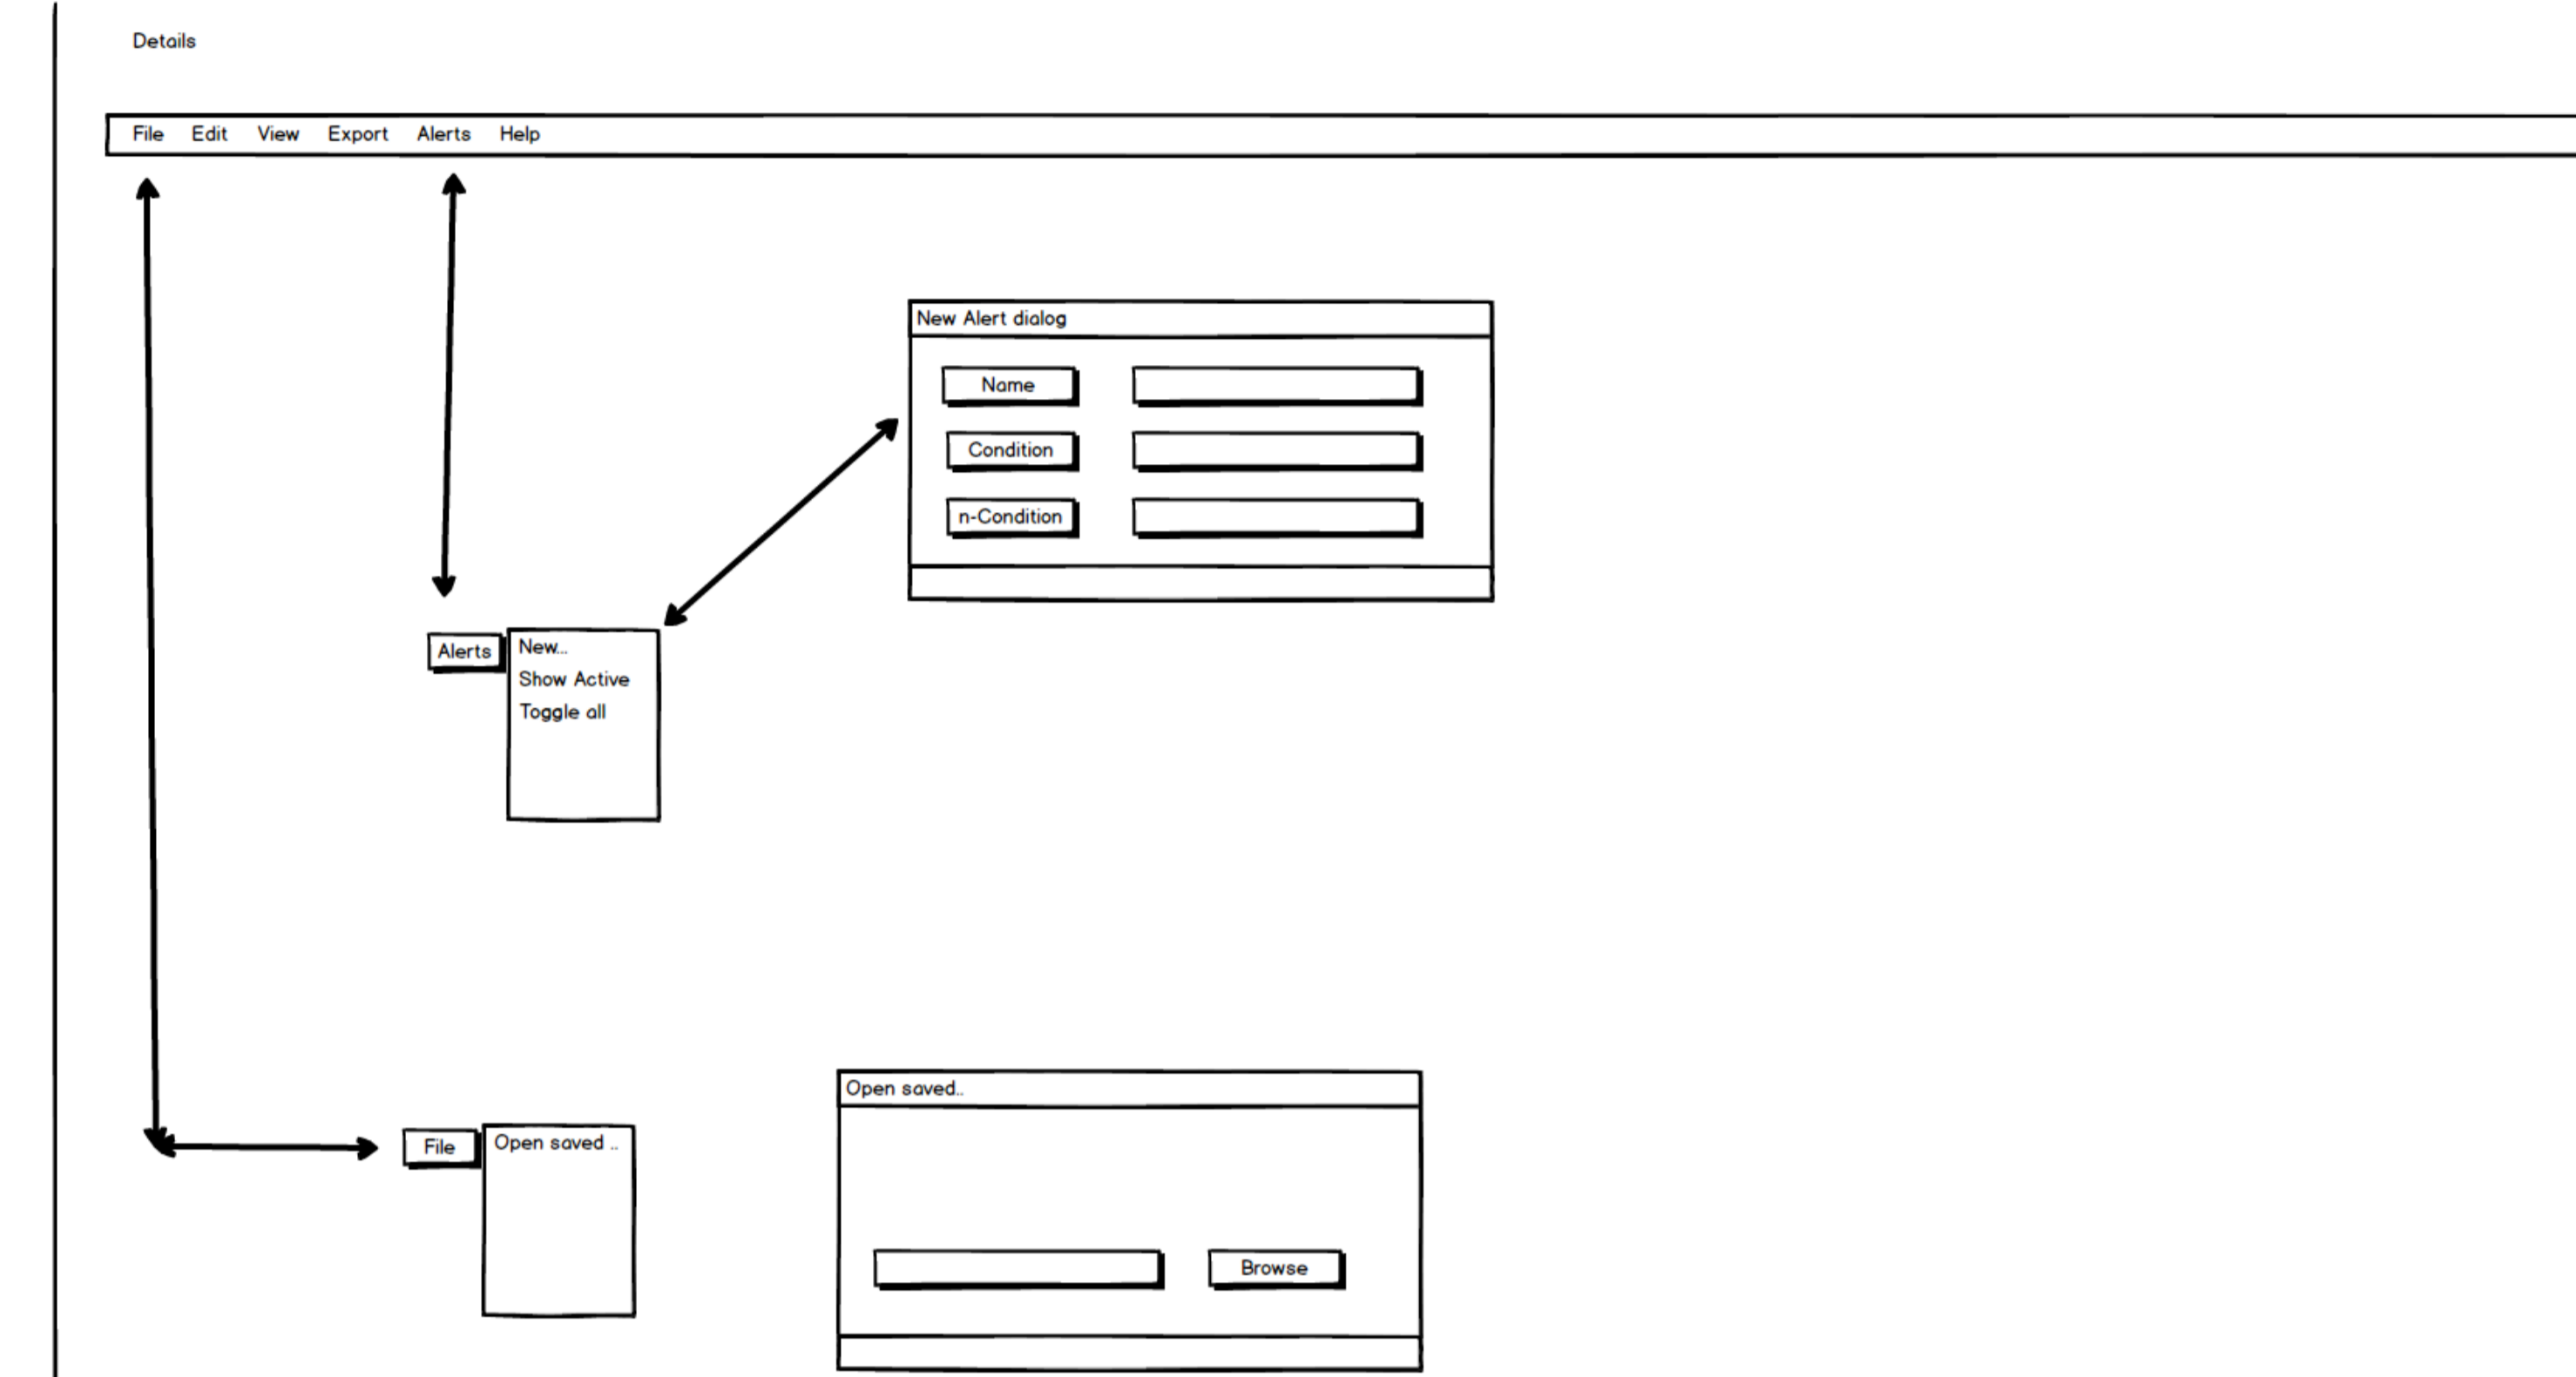 Details
File Edit View Export Alerts Help
New Alert dialog
Name
Condition
n-Condition
Alerts
New...
Show Active
Toggle all
Open saved..
File
Open saved ..
Browse